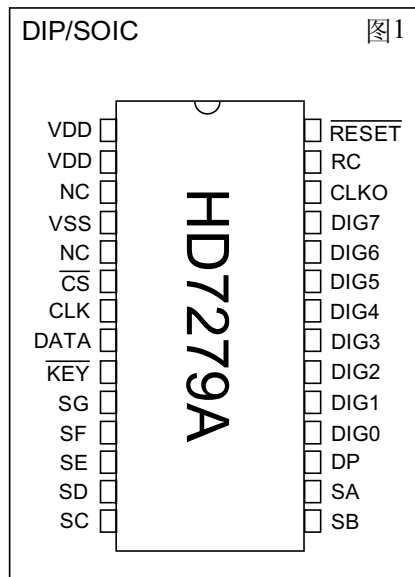 DIP/SOIC
图1
VDD
VDD
NC
VSS
NC
CS
CLK
DATA
KEY
SG
SF
SE
SD
SC
HD7279A
RESET
RC
CLKO
DIG7
DIG6
DIG5
DIG4
DIG3
DIG2
DIG1
DIG0
DP
SA
SB